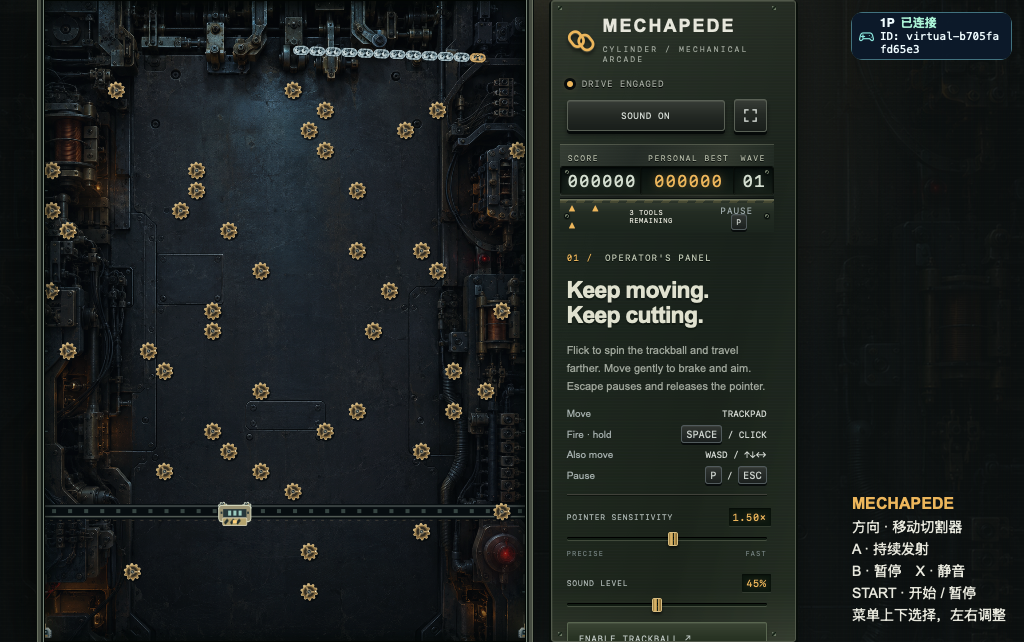 MECHAPEDE
CYLINDER / MECHANICAL
ARCADE
DRIVE ENGAGED
SOUND ON
SCORE PERSONAL BEST WAVE
000000 000000 01
3 TOOLS
REMAINING
PAUSE
P
01 / OPERATOR'S PANEL
Keep moving.
Keep cutting.
Flick to spin the trackball and travel
farther. Move gently to brake and aim.
Escape pauses and releases the pointer.
Move TRACKPAD
Fire · hold SPACE / CLICK
Also move WASD / ↑↓↔
Pause P / ESC
POINTER SENSITIVITY 1.50×
PRECISE FAST
SOUND LEVEL 45%
ENABLE TRACKBALL ↗
1P 已连接
ID: virtual-b705fa
fd65e3
MECHAPEDE
方向 · 移动切割器
A · 持续发射
B · 暂停 X · 静音
START · 开始 / 暂停
菜单上下选择，左右调整